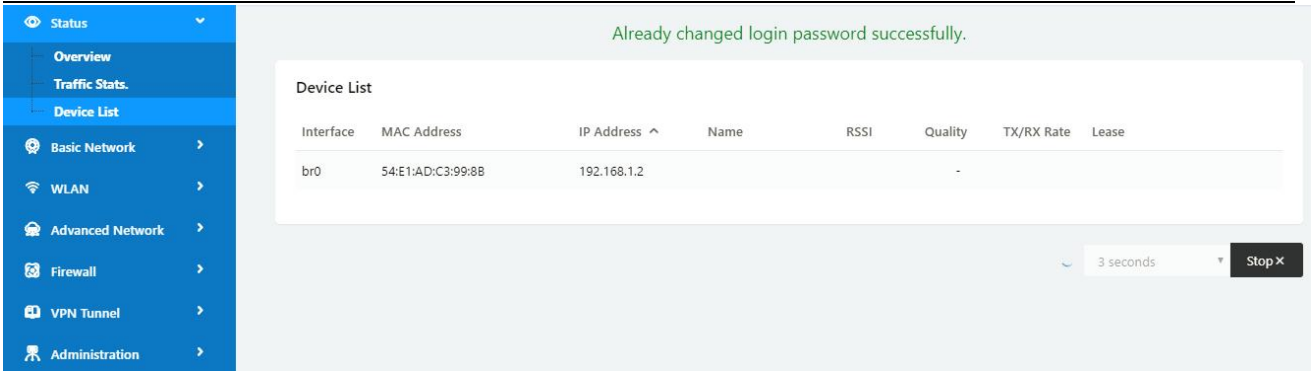 Status
Overview
Traffic Stats.
Device List
Basic Network
WLAN
Advanced Network
Firewall
VPN Tunnel
Administration
Already changed login password successfully.
Device List
Interface MAC Address IP Address Name RSSI Quality TX/RX Rate Lease
br0 54:E1:AD:C3:99:8B 192.168.1.2 -
3 seconds Stop ×